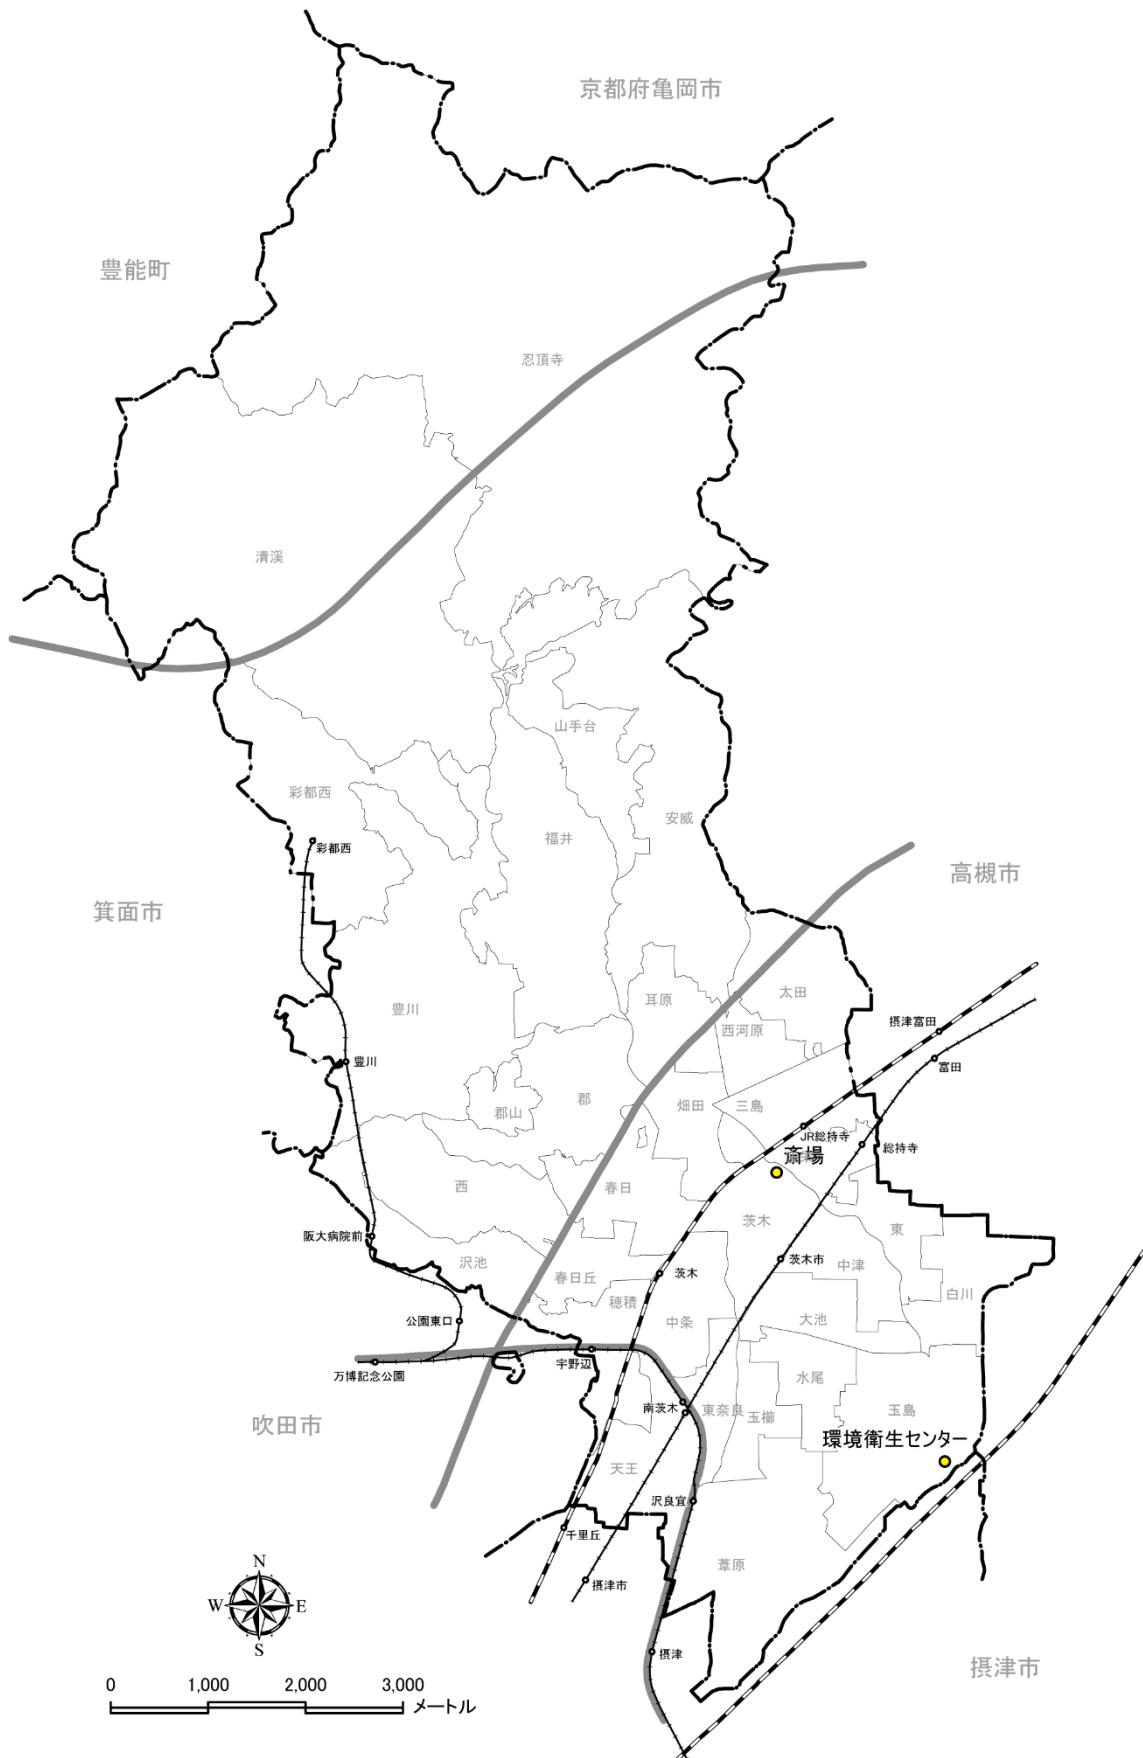 京都府亀岡市
豊能町
忍頂寺
清溪
山手台
彩都西
安威
福井
彩都西
高槻市
箕面市
太田
耳原
豊川
西河原
摂津富田
豊川
富田
郡
郡山
畑田
三島
JR総持寺
総持寺
斎場
西
春日
茨木
東
阪大病院前
沢池
茨木市
中津
春日丘
茨木
白川
穂積
公園東口
中条
大池
宇野辺
万博記念公園
水尾
南茨木
東奈良
玉櫛
玉島
吹田市
環境衛生センター
天王
沢良宜
千里丘
葦原
N
摂津市
W
E
S
摂津
摂津市
0
1,000
2,000
3,000
メートル